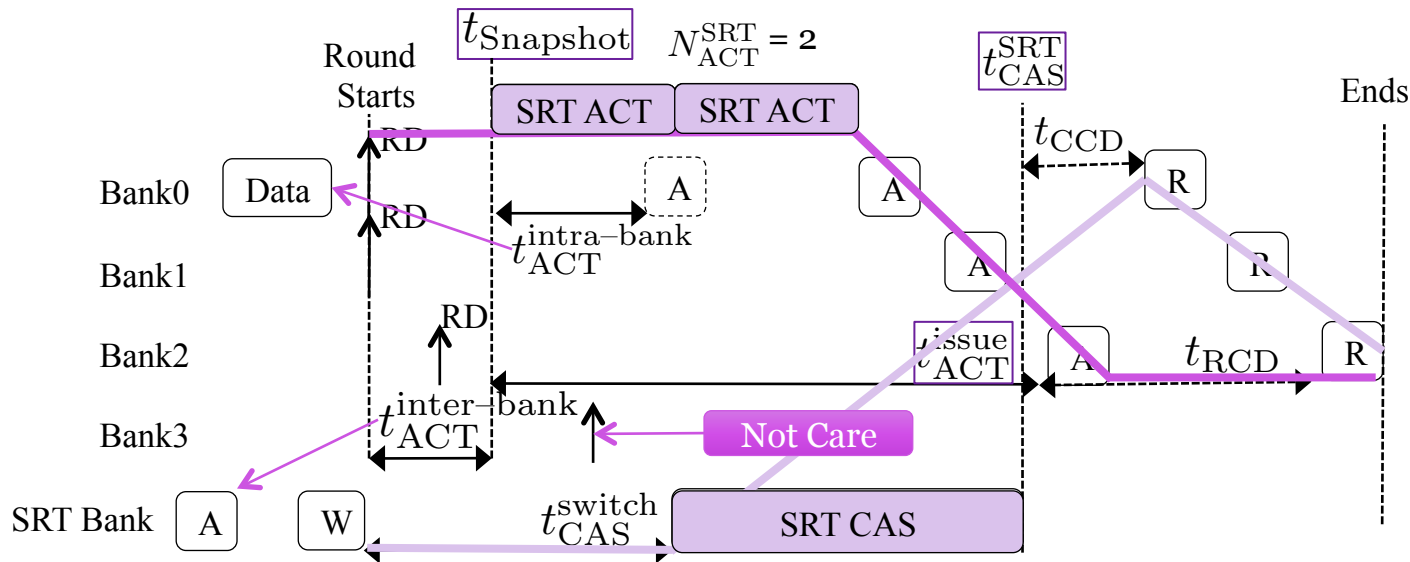 t_Snapshot
N_ACT^SRT = 2
t_CAS^SRT
Round
Starts
Ends
SRT ACT
SRT ACT
RD
t_CCD
Bank0
Data
A
A
R
RD
t_ACT^intra–bank
Bank1
A
R
RD
Bank2
t_ACT^issue
A
t_RCD
R
t_ACT^inter–bank
Bank3
Not Care
SRT Bank
A
W
t_CAS^switch
SRT CAS